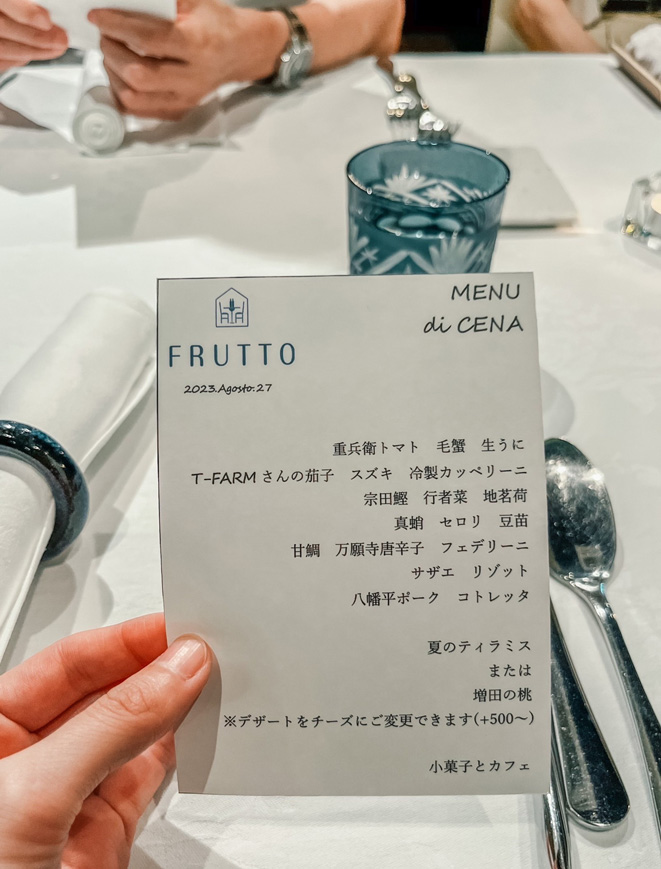 MENU
di CENA
FRUTTO
2023.Agosto.27
重兵衛トマト　毛蟹　生うに
T-FARM さんの茄子　スズキ　冷製カッペリーニ
宗田鰹　行者菜　地茗荷
真蛸　セロリ　豆苗
甘鯛　万願寺唐辛子　フェデリーニ
サザエ　リゾット
八幡平ポーク　コトレッタ
夏のティラミス
または
増田の桃
※デザートをチーズにご変更できます(+500〜)
小菓子とカフェ